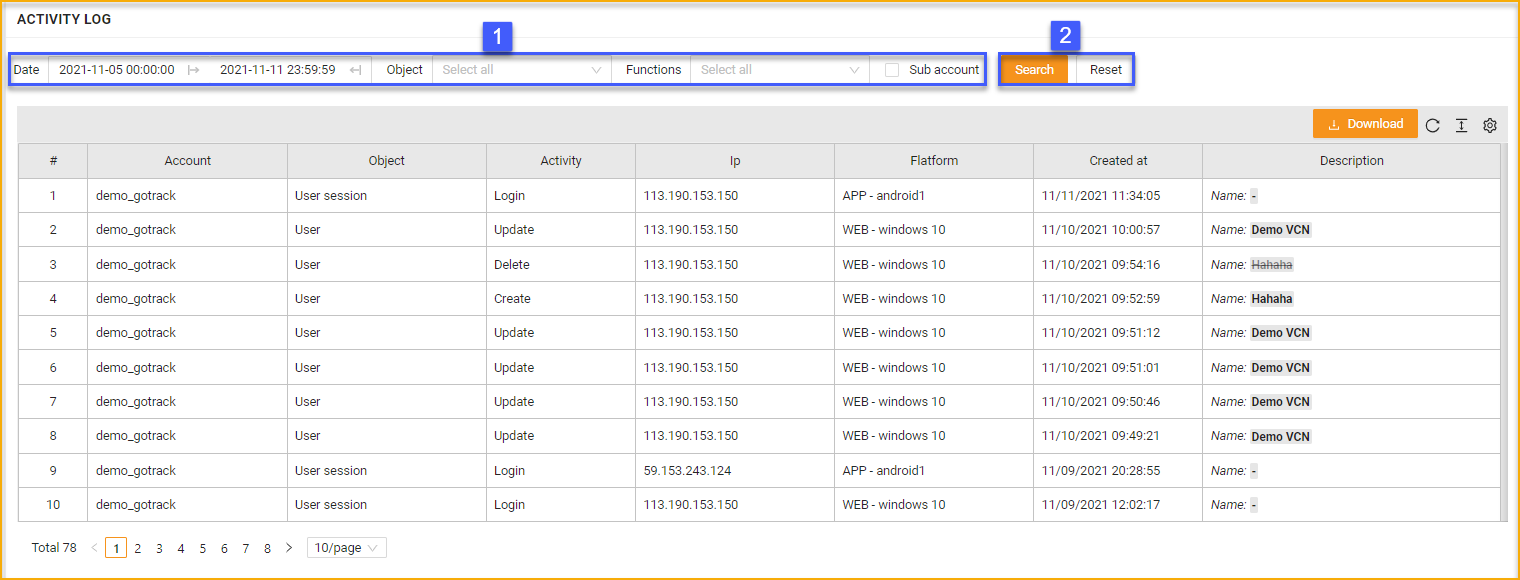 ACTIVITY LOG
1
2
Date 2021-11-05 00:00:00 2021-11-11 23:59:59 Object Select all Functions Select all Sub account Search Reset
Download
# Account Object Activity Ip Flatform Created at Description
1 demo_gotrack User session Login 113.190.153.150 APP - android1 11/11/2021 11:34:05 Name: -
2 demo_gotrack User Update 113.190.153.150 WEB - windows 10 11/10/2021 10:00:57 Name: Demo VCN
3 demo_gotrack User Delete 113.190.153.150 WEB - windows 10 11/10/2021 09:54:16 Name: Hahaha
4 demo_gotrack User Create 113.190.153.150 WEB - windows 10 11/10/2021 09:52:59 Name: Hahaha
5 demo_gotrack User Update 113.190.153.150 WEB - windows 10 11/10/2021 09:51:12 Name: Demo VCN
6 demo_gotrack User Update 113.190.153.150 WEB - windows 10 11/10/2021 09:51:01 Name: Demo VCN
7 demo_gotrack User Update 113.190.153.150 WEB - windows 10 11/10/2021 09:50:46 Name: Demo VCN
8 demo_gotrack User Update 113.190.153.150 WEB - windows 10 11/10/2021 09:49:21 Name: Demo VCN
9 demo_gotrack User session Login 59.153.243.124 APP - android1 11/09/2021 20:28:55 Name: -
10 demo_gotrack User session Login 113.190.153.150 WEB - windows 10 11/09/2021 12:02:17 Name: -
Total 78 < 1 2 3 4 5 6 7 8 > 10/page